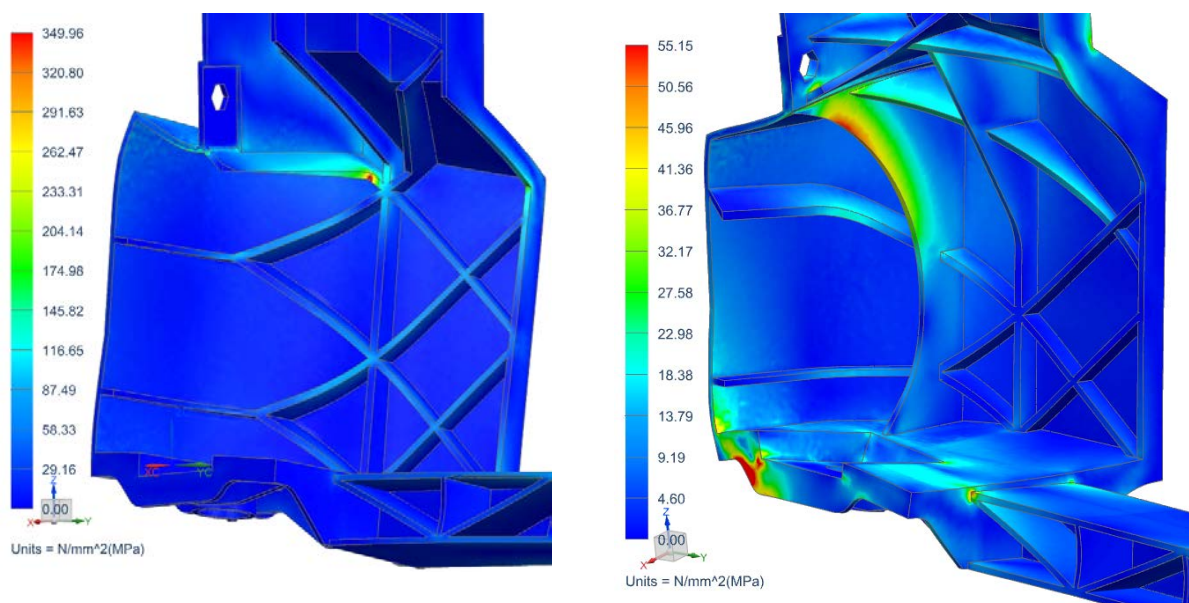 349.96
320.80
291.63
262.47
233.31
204.14
174.98
145.82
116.65
87.49
58.33
29.16
0.00
XC
YC
Z
X
Y
Units = N/mm^2(MPa)
55.15
50.56
45.96
41.36
36.77
32.17
27.58
22.98
18.38
13.79
9.19
4.60
0.00
Z
X
Y
Units = N/mm^2(MPa)